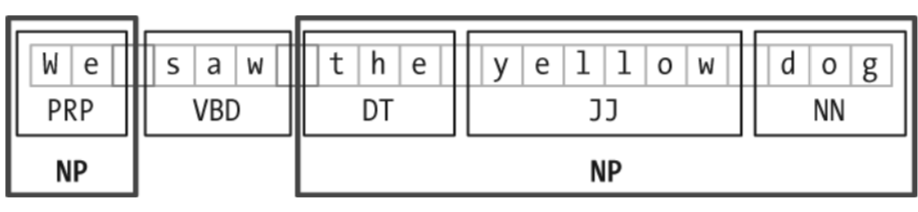 We saw the yellow dog
PRP VBD DT JJ NN
NP NP